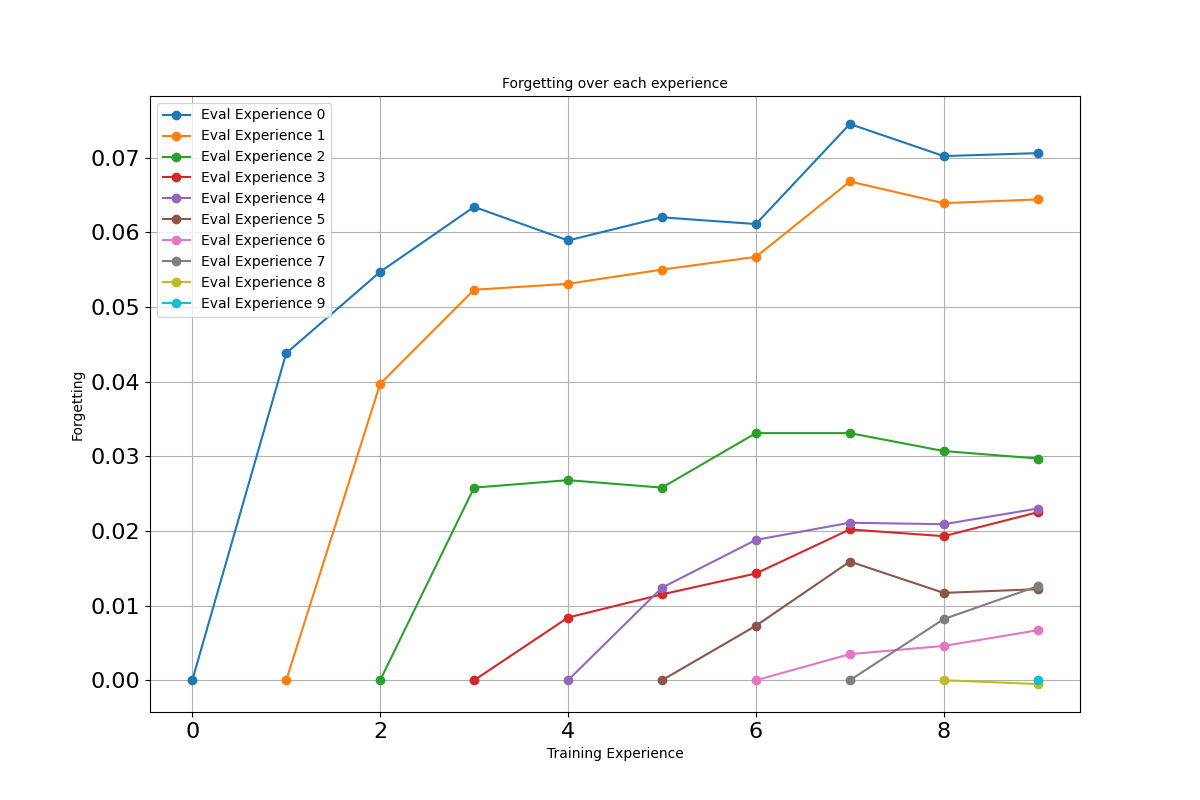 Forgetting over each experience
Eval Experience 0
Eval Experience 1
Eval Experience 2
Eval Experience 3
Eval Experience 4
Eval Experience 5
Eval Experience 6
Eval Experience 7
Eval Experience 8
Eval Experience 9
0.07
0.06
0.05
0.04
0.03
0.02
0.01
0.00
Forgetting
0 2 4 6 8
Training Experience